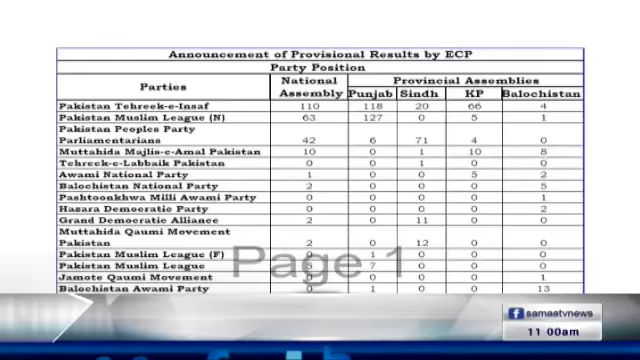 Announcement of Provisional Results by ECP
Party Position
Parties National Assembly Provincial Assemblies
Punjab Sindh KP Balochistan
Pakistan Tehreek-e-Insaf 110 118 20 66 4
Pakistan Muslim League (N) 63 127 0 5 1
Pakistan Peoples Party
Parliamentarians 42 6 71 4 0
Muttahida Majlis-e-Amal Pakistan 10 0 1 10 8
Tehreek-e-Labbaik Pakistan 0 0 1 0 0
Awami National Party 1 0 0 5 2
Balochistan National Party 2 0 0 0 5
Pashtoonkhwa Milli Awami Party 0 0 0 0 1
Hazara Democratic Party 0 0 0 0 2
Grand Democratic Alliance 2 0 11 0 0
Muttahida Qaumi Movement
Pakistan 2 0 12 0 0
Pakistan Muslim League (F) 1 0 0 0
Pakistan Muslim League 5 7 0 0 0
Jamote Qaumi Movement 0 0 0 1
Balochistan Awami Party 0 1 0 0 13
Page 1
samaatvnews
11 00am